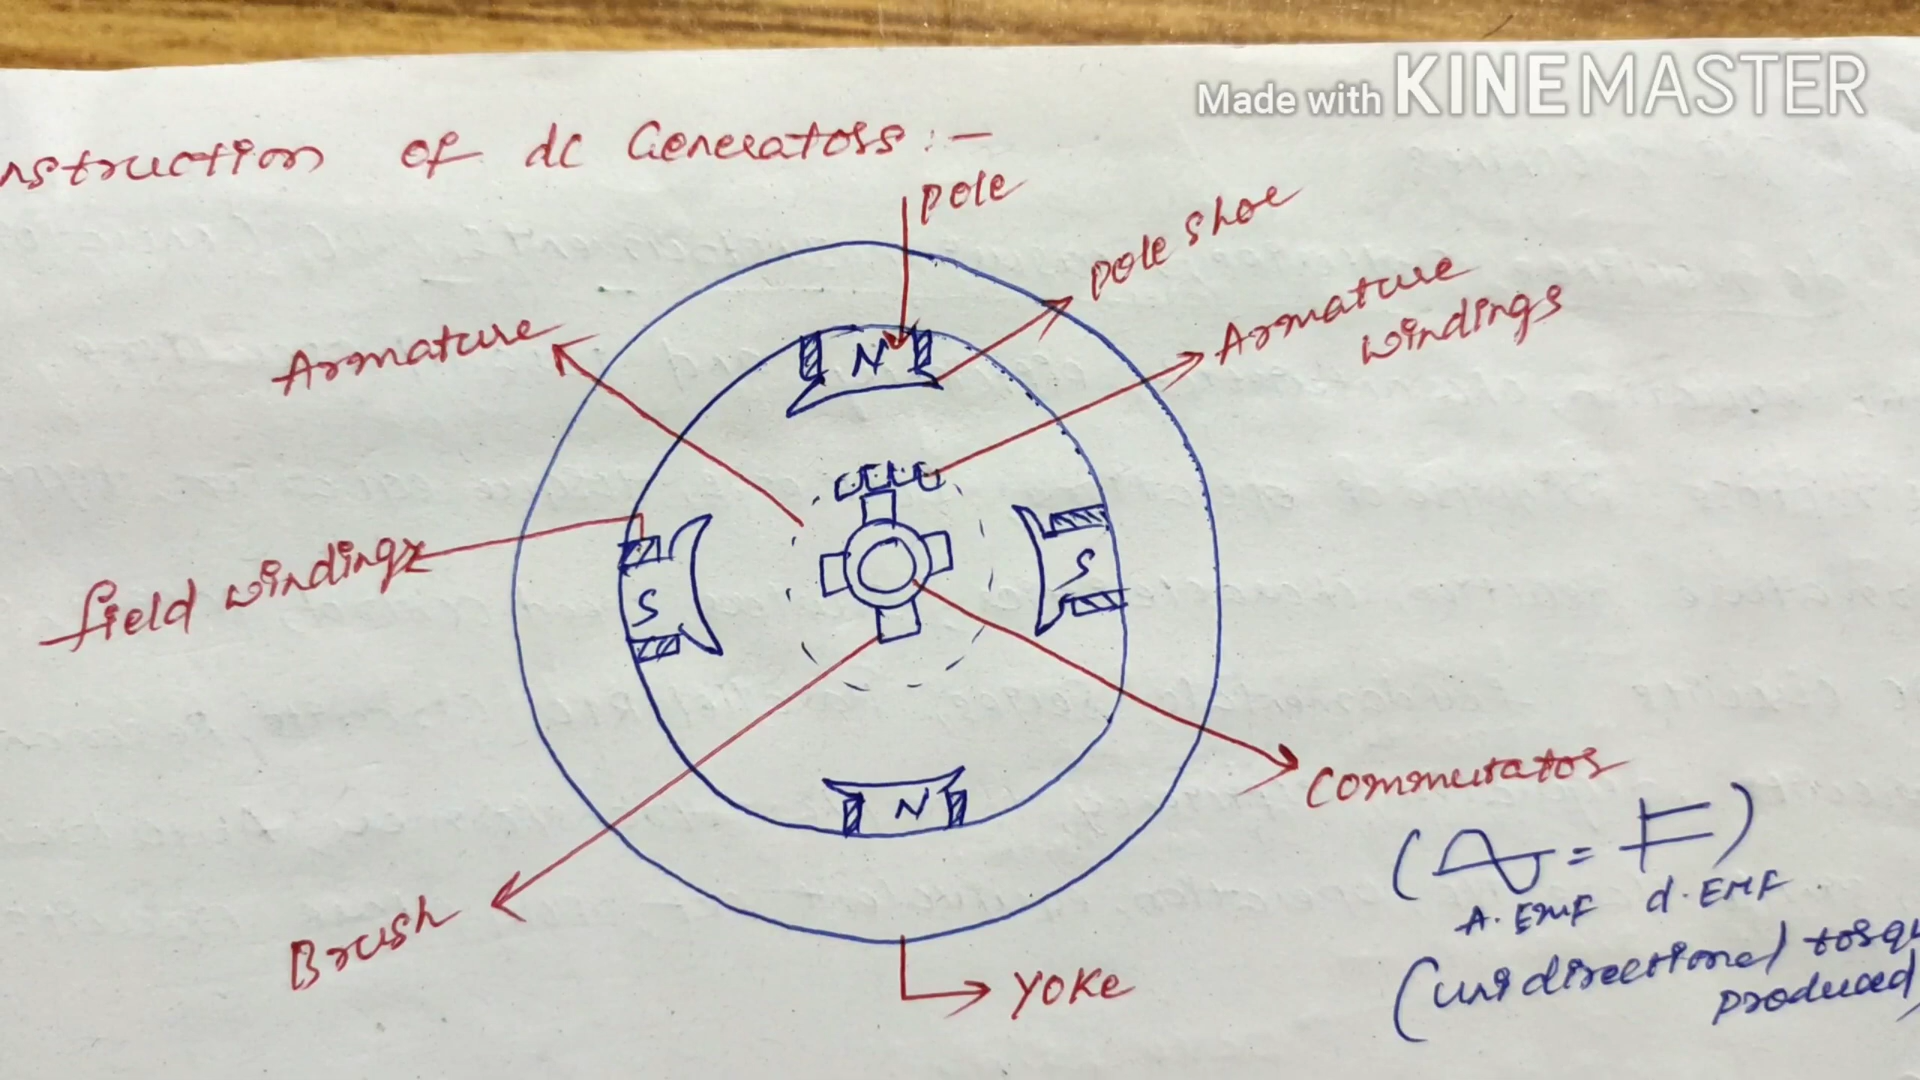 Made with KINEMASTER
nstruction of dc Generators :-
Pole
Pole shoe
Armature
windings
Armature
N
field windings
S
S
N
Commutator
( = )
A. EMF d. EMF
(unidirectional torqu
produced)
Brush
YOKe